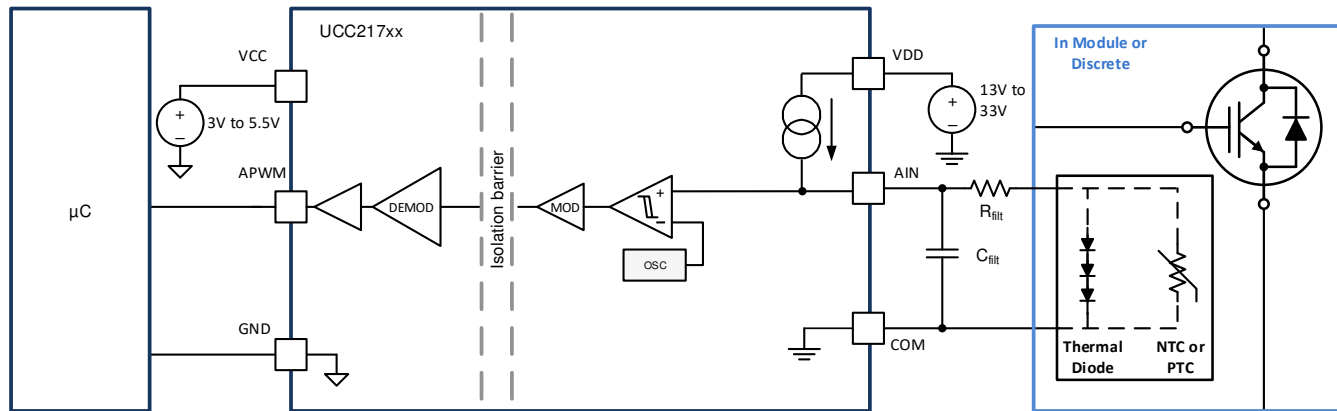 UCC217xx
In Module or
Discrete
VCC
VDD
+
−
3V to 5.5V
+
−
13V to
33V
APWM
AIN
µC
DEMOD
Isolation barrier
MOD
+
−
OSC
Rfilt
Cfilt
GND
COM
Thermal
Diode
NTC or
PTC